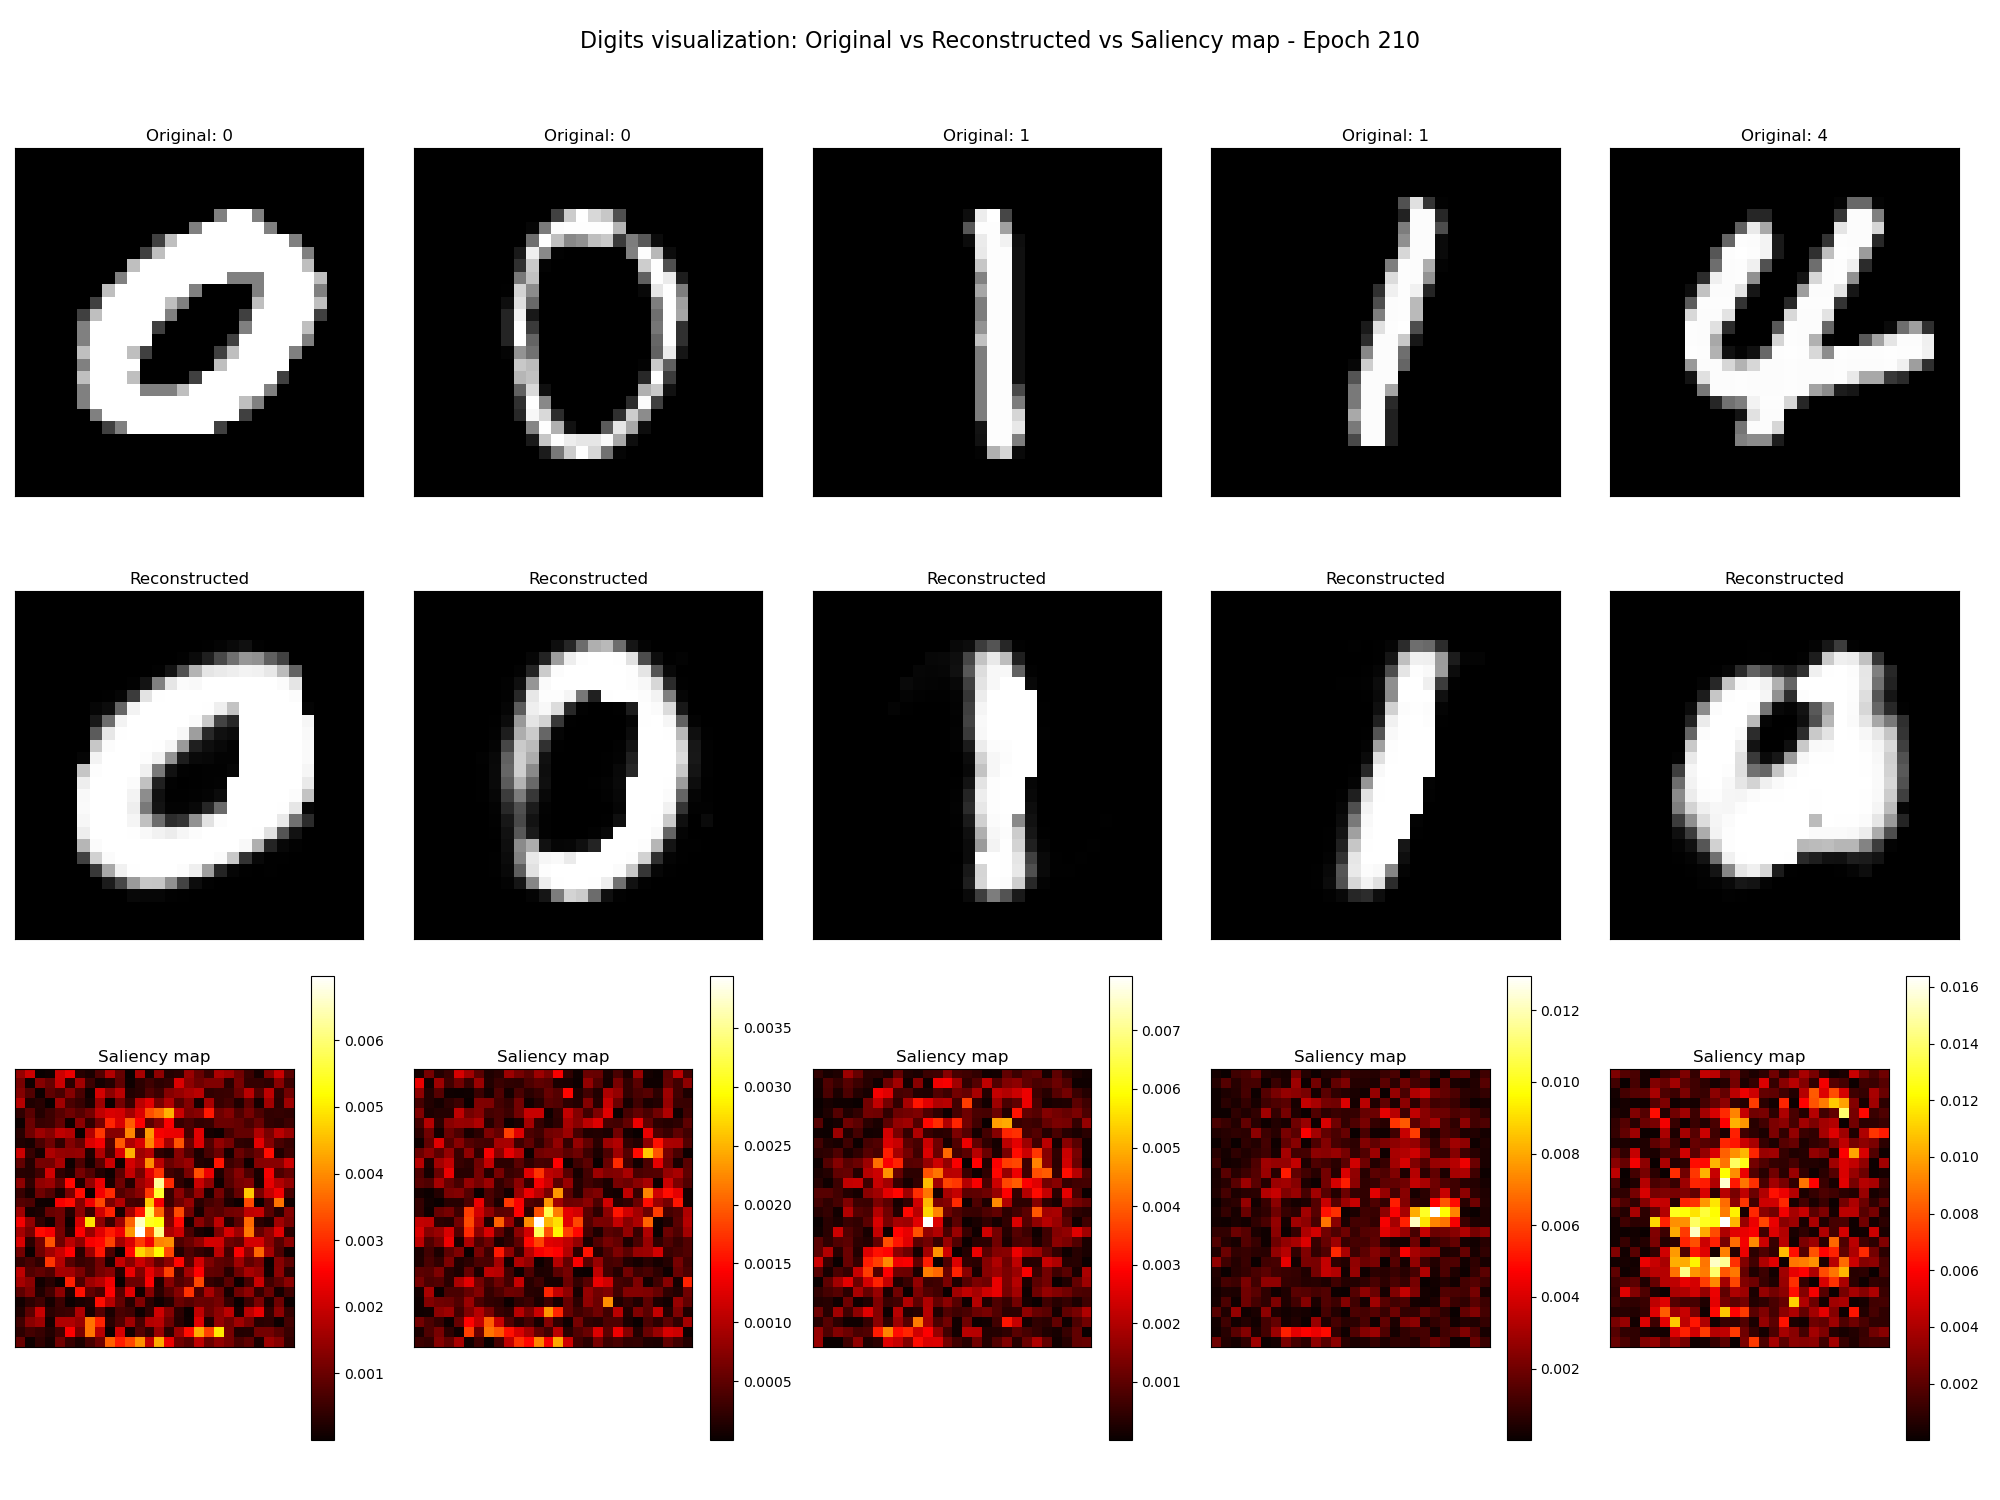 Digits visualization: Original vs Reconstructed vs Saliency map - Epoch 210
Original: 0
Original: 0
Original: 1
Original: 1
Original: 4
0
0
1
1
4
Reconstructed
Reconstructed
Reconstructed
Reconstructed
Reconstructed
Saliency map
0.006
0.005
0.004
0.003
0.002
0.001
Saliency map
0.0035
0.0030
0.0025
0.0020
0.0015
0.0010
0.0005
Saliency map
0.007
0.006
0.005
0.004
0.003
0.002
0.001
Saliency map
0.012
0.010
0.008
0.006
0.004
0.002
Saliency map
0.016
0.014
0.012
0.010
0.008
0.006
0.004
0.002